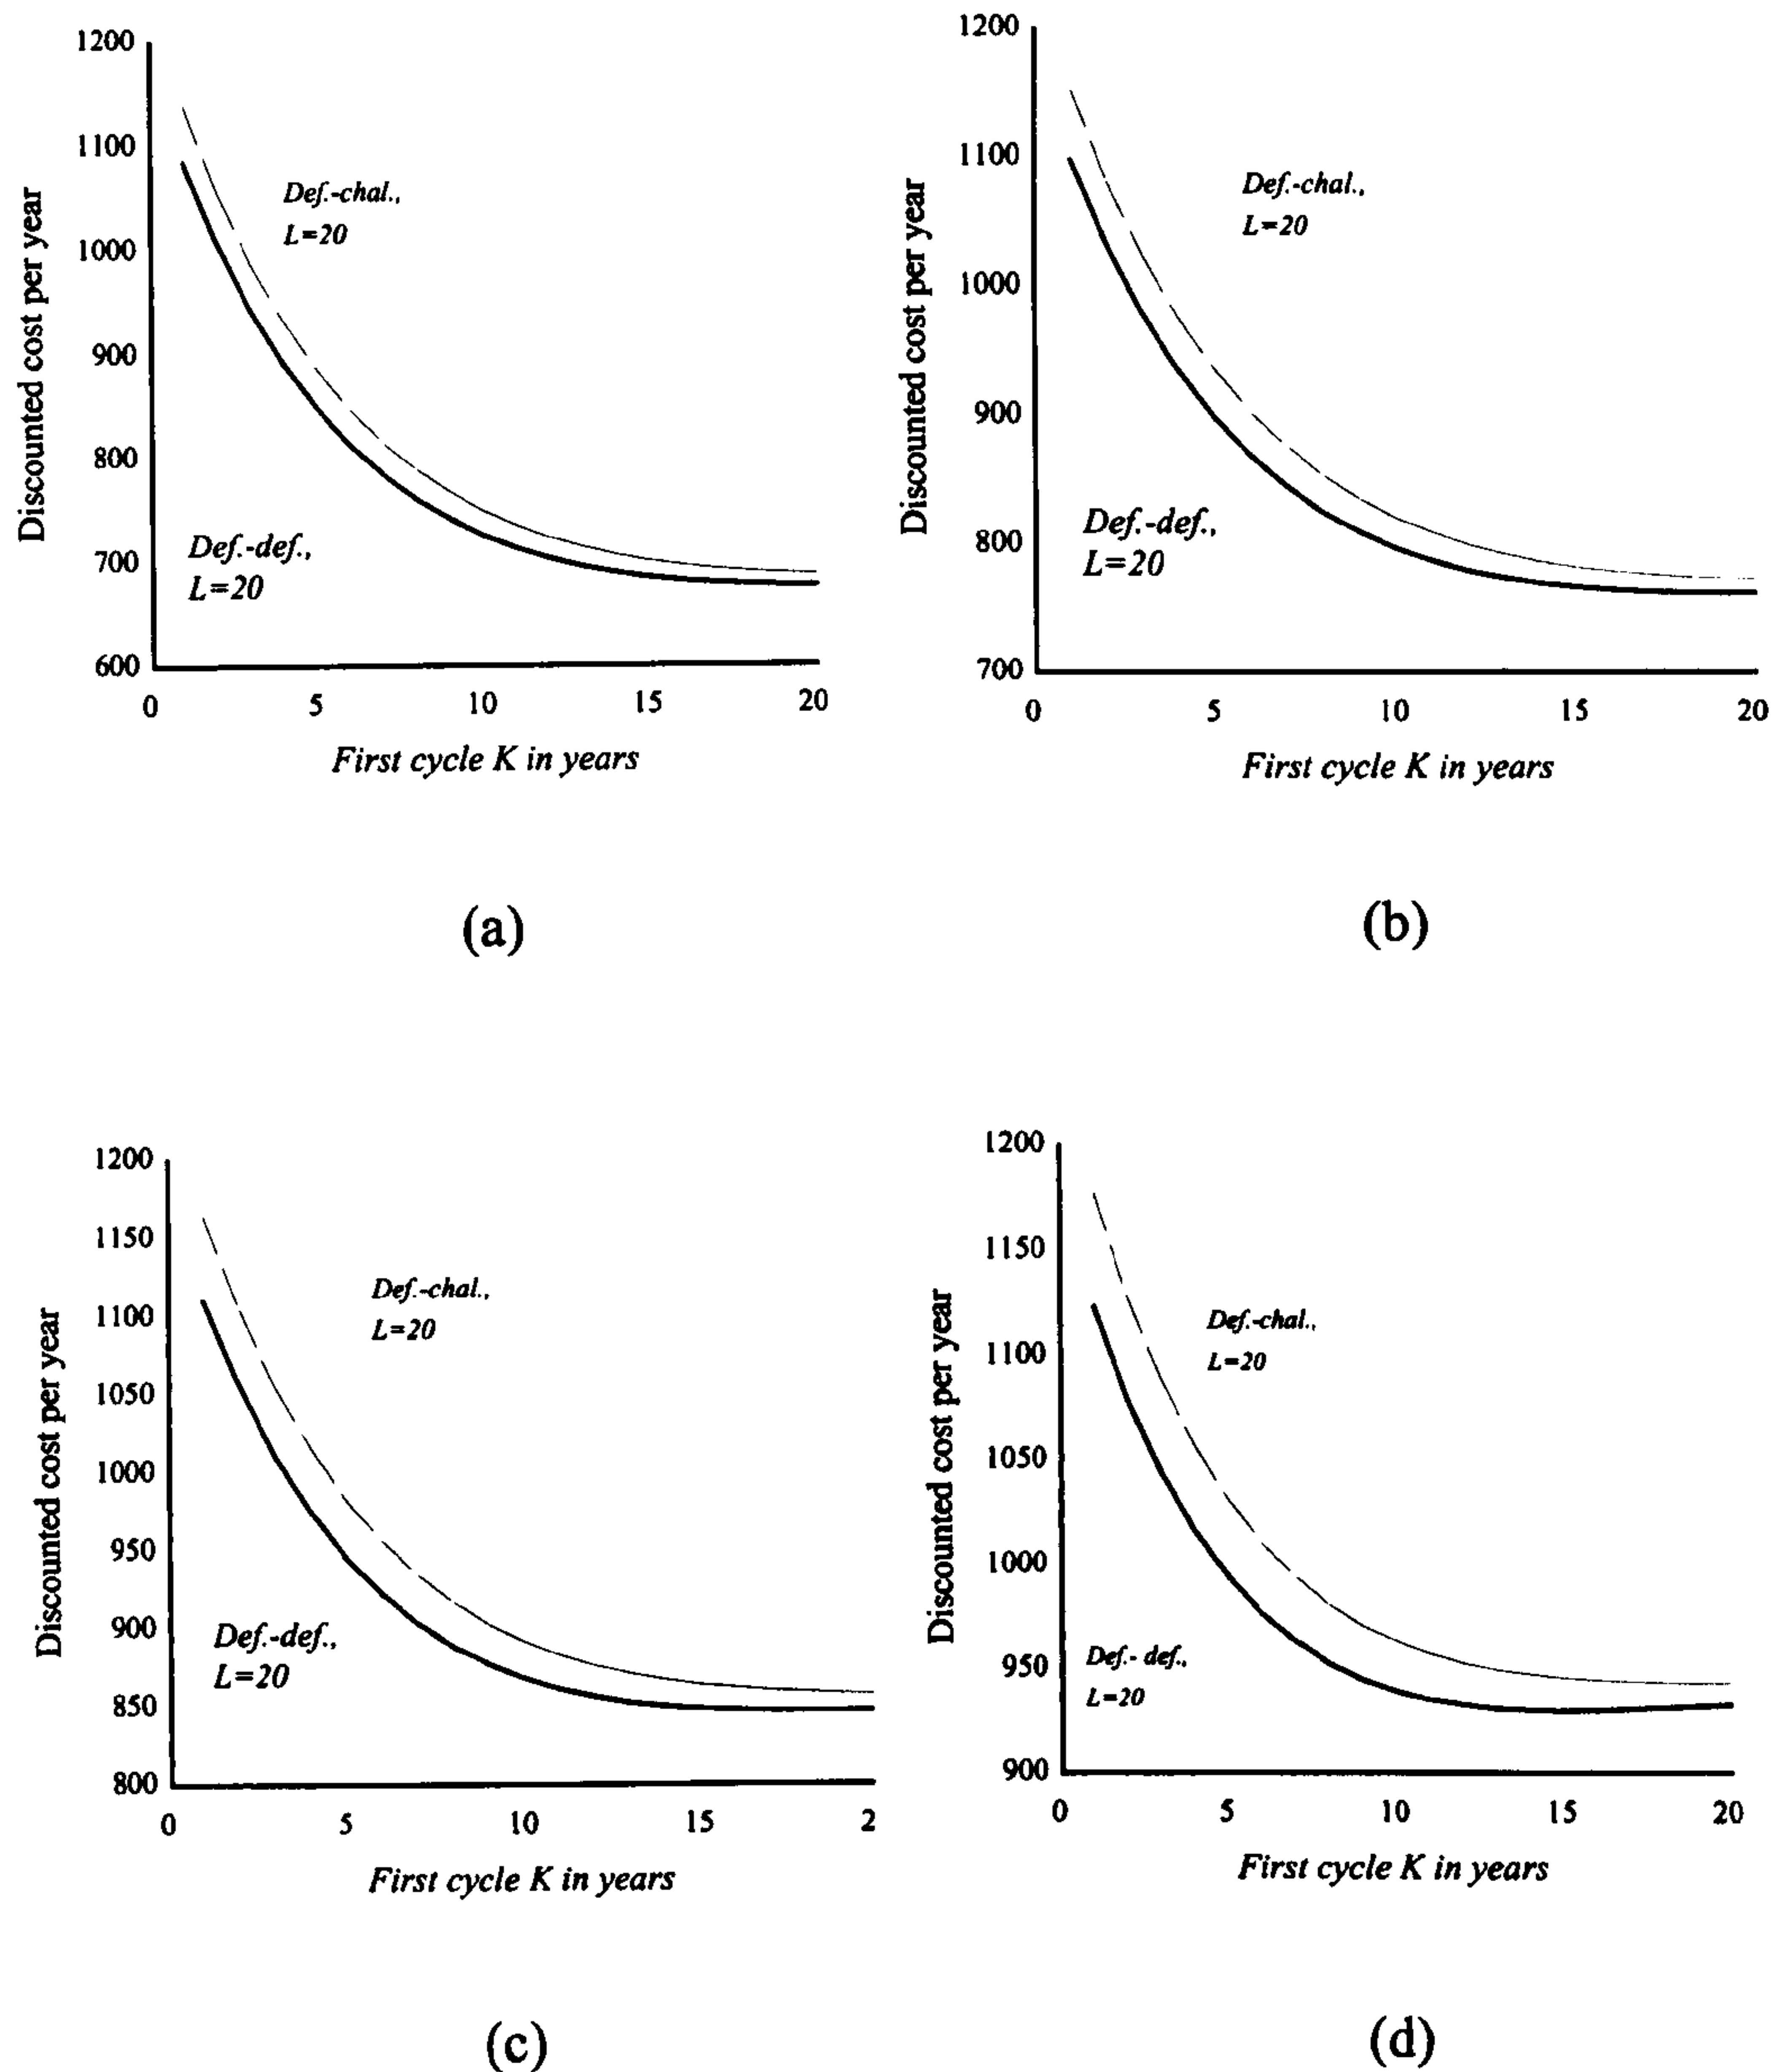 1200
1100
1000
900
800
700
600
Discounted cost per year
Def.-chal.,
L=20
Def.-def.,
L=20
0 5 10 15 20
First cycle K in years
(a)
1200
1100
1000
900
800
700
Discounted cost per year
Def.-chal.,
L=20
Def.-def.,
L=20
0 5 10 15 20
First cycle K in years
(b)
1200
1150
1100
1050
1000
950
900
850
800
Discounted cost per year
Def.-chal.,
L=20
Def.-def.,
L=20
0 5 10 15 2
First cycle K in years
(c)
1200
1150
1100
1050
1000
950
900
Discounted cost per year
Def.-chal.,
L=20
Def.- def.,
L=20
0 5 10 15 20
First cycle K in years
(d)